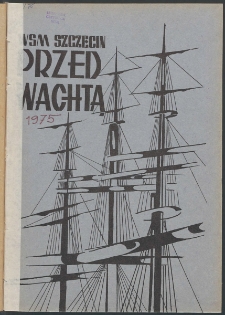 WSM SZCZECIN
PRZED
WACHTĄ
1975